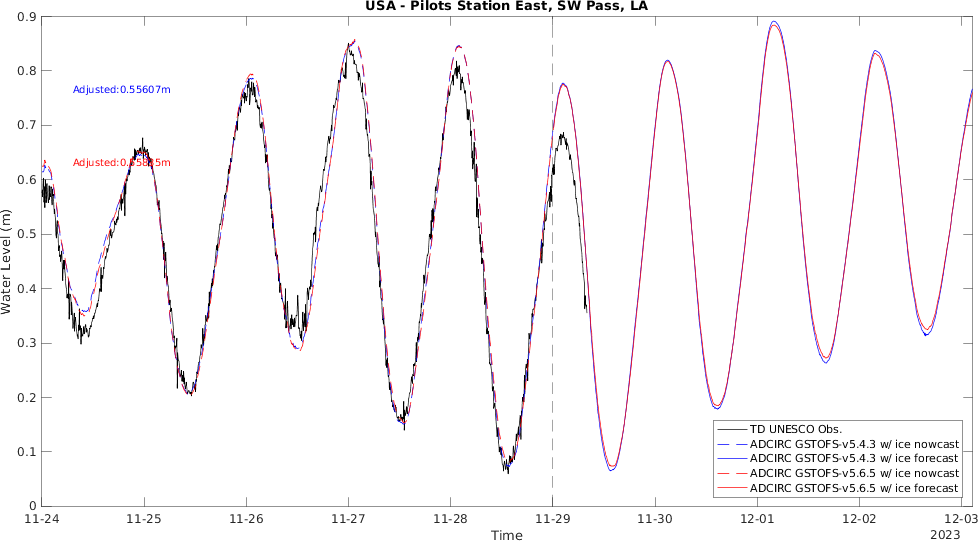 USA - Pilots Station East, SW Pass, LA
0.9
0.8
0.7
0.6
0.5
0.4
0.3
0.2
0.1
0
Water Level (m)
Adjusted:0.55607m
11-24
11-25
11-26
11-27
11-28
11-29
11-30
12-01
12-02
12-03
2023
Time
TD UNESCO Obs.
ADCIRC GSTOFS-v5.4.3 w/ ice nowcast
ADCIRC GSTOFS-v5.4.3 w/ ice forecast
ADCIRC GSTOFS-v5.6.5 w/ ice nowcast
ADCIRC GSTOFS-v5.6.5 w/ ice forecast